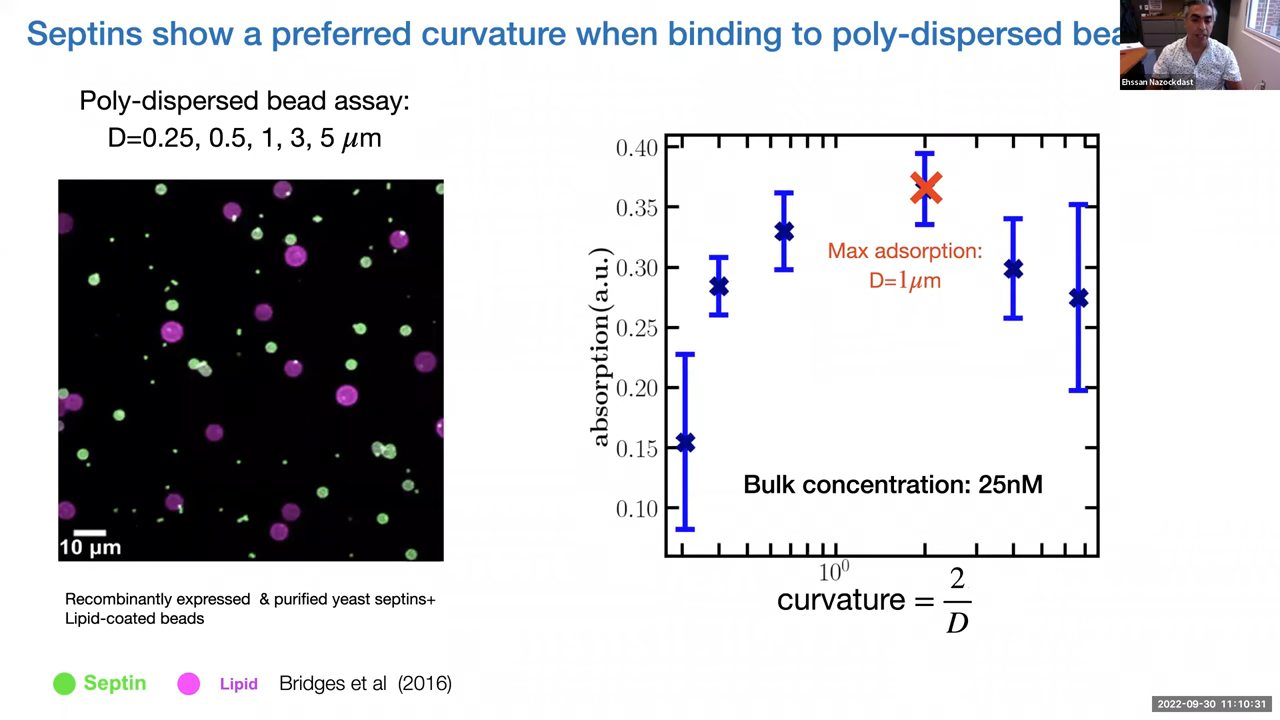 Septins show a preferred curvature when binding to poly-dispersed
Ehssan Nazockdast
Poly-dispersed bead assay:
D=0.25, 0.5, 1, 3, 5 μm
10 μm
Recombinantly expressed & purified yeast septins+
Lipid-coated beads
Septin
Lipid
Bridges et al (2016)
absorption(a.u.)
0.40
0.35
0.30
0.25
0.20
0.15
0.10
Max adsorption:
D=1μm
Bulk concentration: 25nM
10⁰
curvature = 2/D
2022-09-30 11:10:31